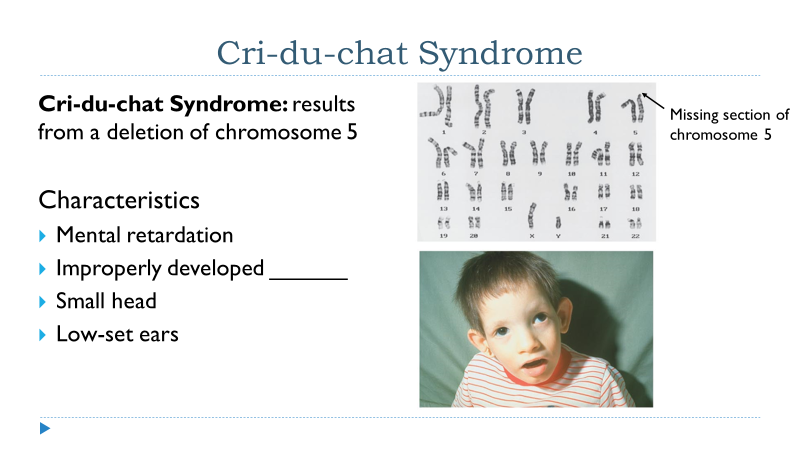 Cri-du-chat Syndrome
Cri-du-chat Syndrome: results
from a deletion of chromosome 5
Characteristics
Mental retardation
Improperly developed ______
Small head
Low-set ears
Missing section of
chromosome 5
1 2 3 4 5
6 7 8 9 10 11 12
13 14 15 16 17 18
19 20 X Y 21 22